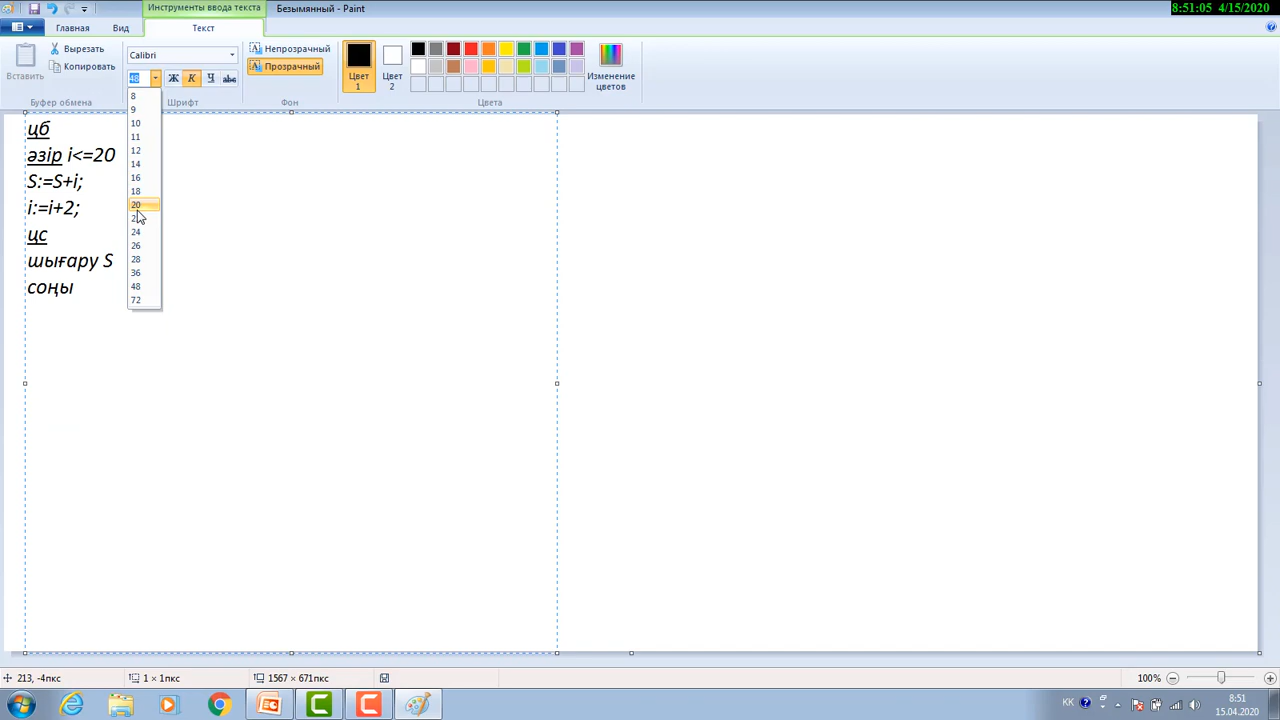 Инструменты ввода текста
Безымянный - Paint
8:51:05 4/15/2020
Главная
Вид
Текст
Вставить
Вырезать
Копировать
Буфер обмена
Calibri
48
Ж К Ч abc
Шрифт
Непрозрачный
Прозрачный
Фон
Цвет 1
Цвет 2
Изменение цветов
Цвета
8
9
10
11
12
14
16
18
20
24
26
28
36
48
72
цб
әзір i<=20
S:=S+i;
i:=i+2;
цс
шығару S
соңы
213, -4пкс
1 × 1пкс
1567 × 671пкс
100%
KK
8:51
15.04.2020